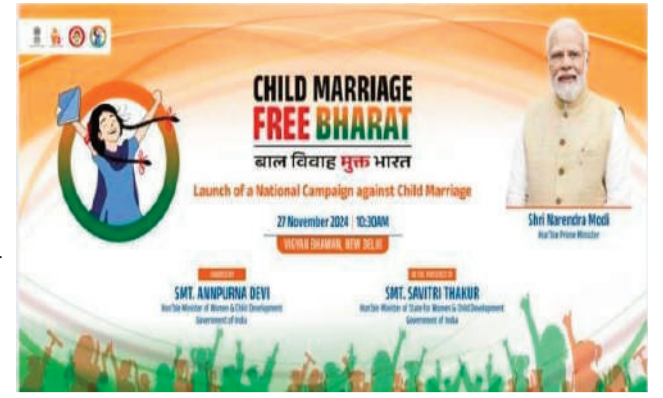 CHILD MARRIAGE
FREE BHARAT
बाल विवाह मुक्त भारत
Launch of a National Campaign against Child Marriage
27 November 2024 | 10:30AM
VIGYAN BHAWAN, NEW DELHI
Shri Narendra Modi
Hon'ble Prime Minister
SMT. ANNPURNA DEVI
Hon'ble Minister of Women & Child Development
Government of India
IN THE PRESENCE OF
SMT. SAVITRI THAKUR
Hon'ble Minister of State for Women & Child Development
Government of India